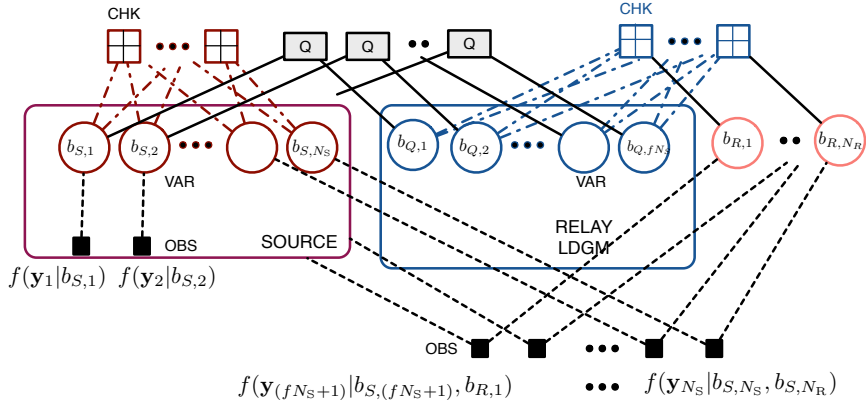 CHK
CHK
Q Q Q
b_{S,1} b_{S,2} b_{S,N_S} b_{Q,1} b_{Q,2} b_{Q,fN_S} b_{R,1} b_{R,N_R}
VAR VAR
OBS SOURCE RELAY
LDGM
f(y_1|b_{S,1}) f(y_2|b_{S,2})
OBS
f(y_{(fN_S+1)}|b_{S,(fN_S+1)}, b_{R,1}) f(y_{N_S}|b_{S,N_S}, b_{S,N_R})